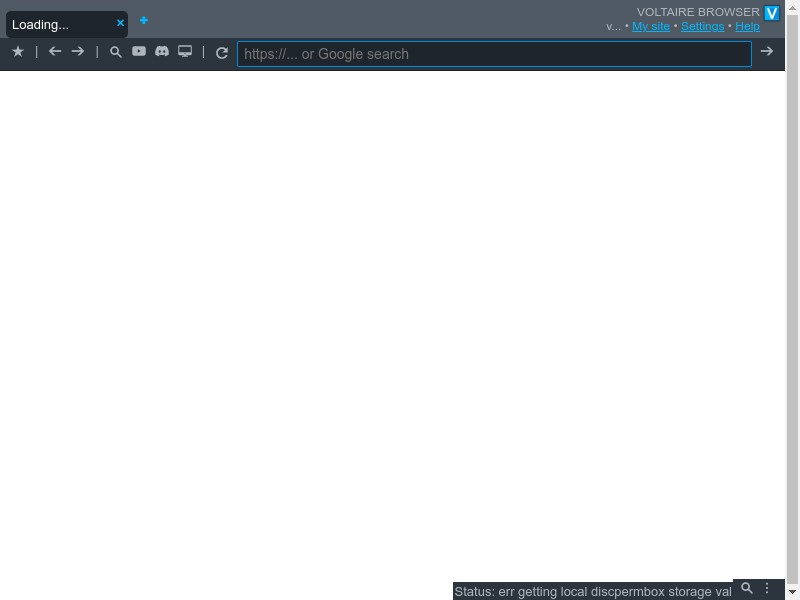 Loading...
VOLTAIRE BROWSER V
v... • My site • Settings • Help
https://... or Google search
Status: err getting local discpermbox storage val